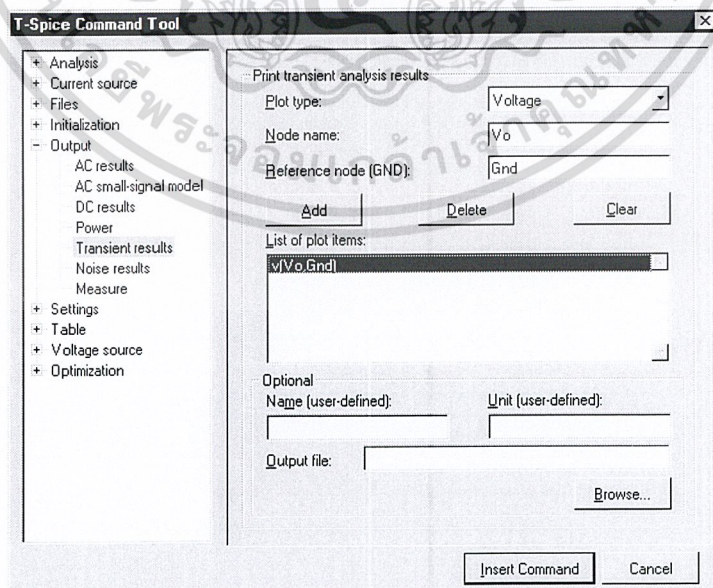 T-Spice Command Tool
+ Analysis
+ Current source
+ Files
+ Initialization
- Output
AC results
AC small-signal model
DC results
Power
Transient results
Noise results
Measure
+ Settings
+ Table
+ Voltage source
+ Optimization
Print transient analysis results
Plot type: Voltage
Node name: Vo
Reference node (GND): Gnd
Add Delete Clear
List of plot items:
v(Vo,Gnd)
Optional
Name (user-defined): Unit (user-defined):
Output file:
Browse...
Insert Command Cancel